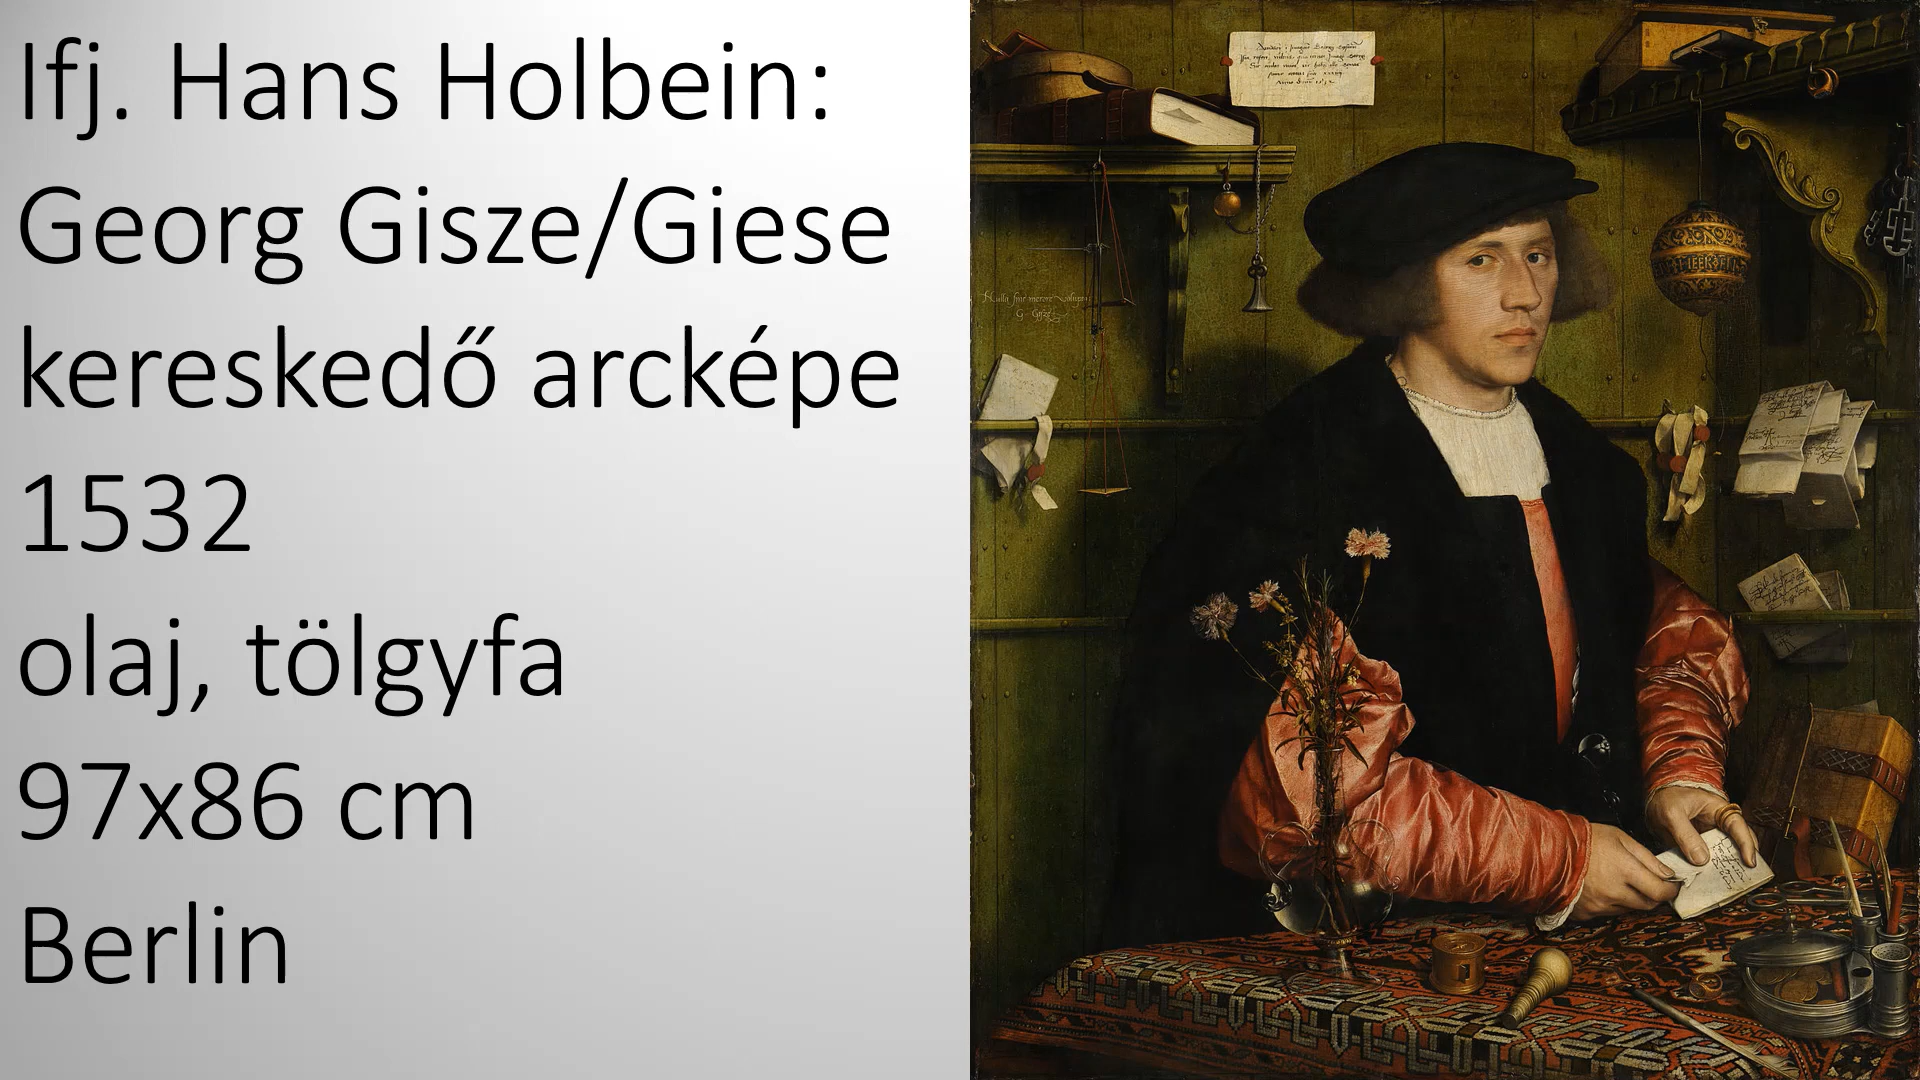 Ifj. Hans Holbein:
Georg Gisze/Giese
kereskedő arcképe
1532
olaj, tölgyfa
97x86 cm
Berlin